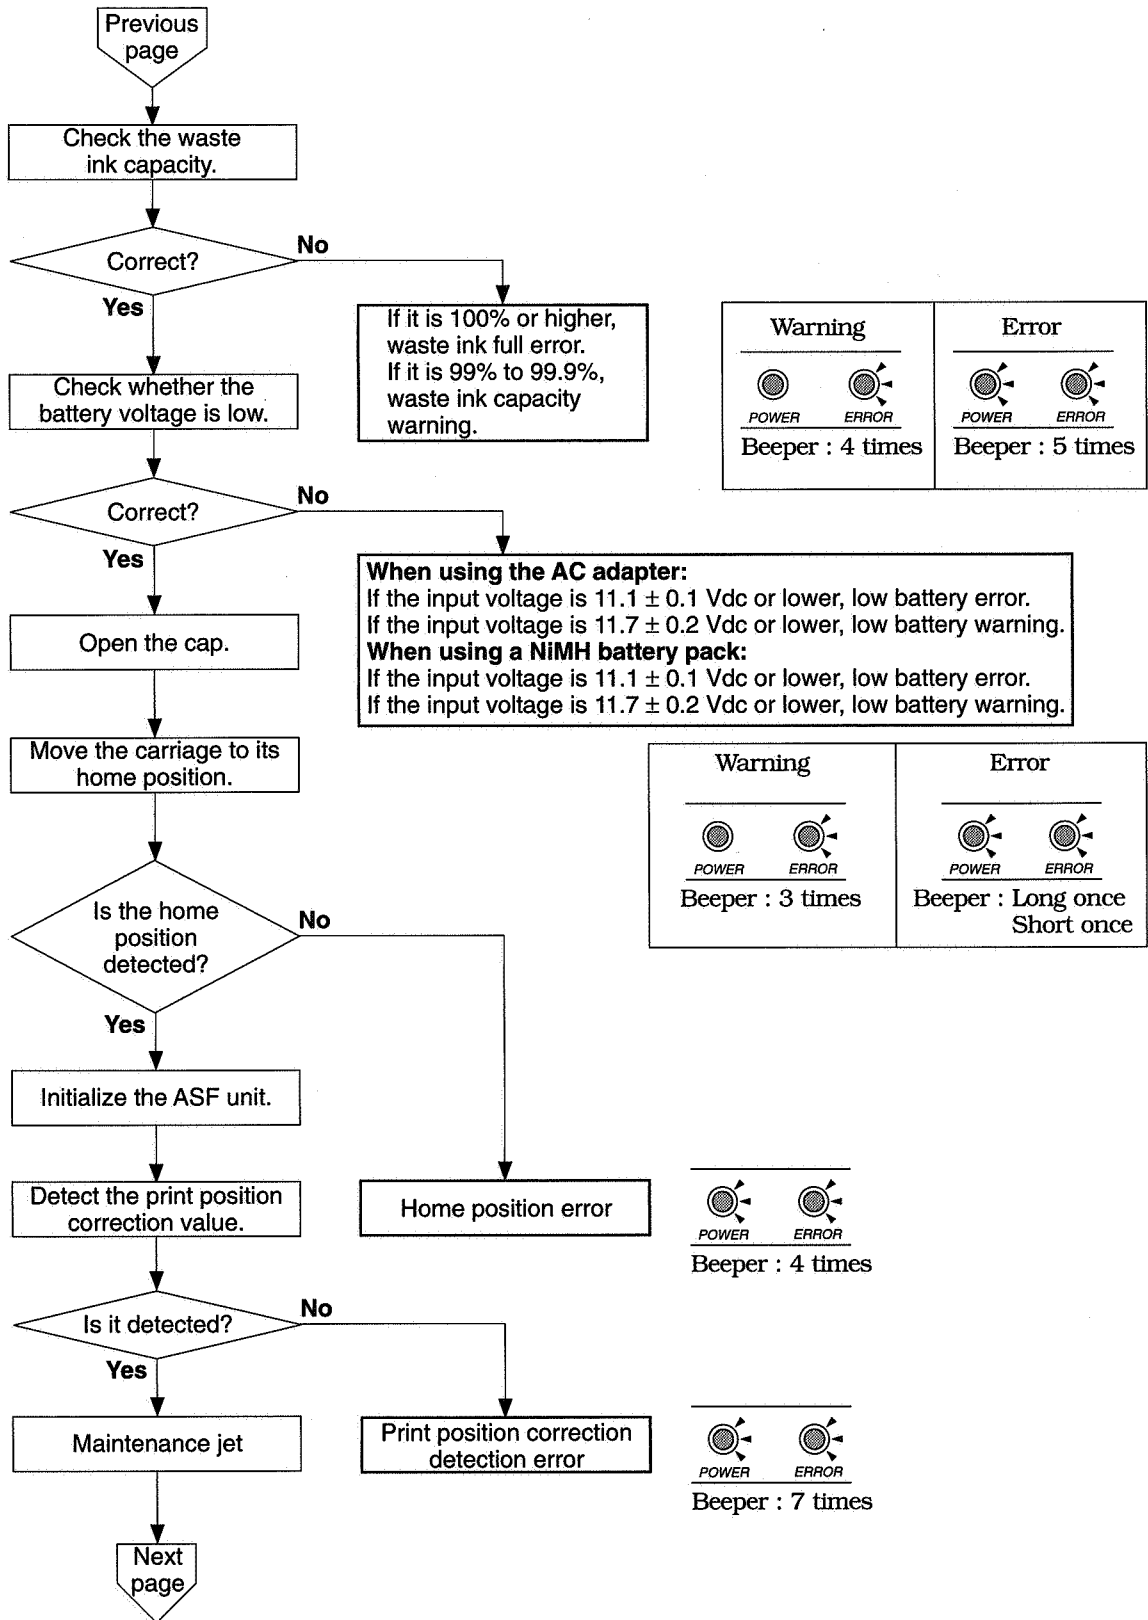 Previous
page
Check the waste
ink capacity.
Correct?
No
Yes
If it is 100% or higher,
waste ink full error.
If it is 99% to 99.9%,
waste ink capacity
warning.
Warning
Error
POWER
ERROR
POWER
ERROR
Beeper : 4 times
Beeper : 5 times
Check whether the
battery voltage is low.
Correct?
No
Yes
When using the AC adapter:
If the input voltage is 11.1 ± 0.1 Vdc or lower, low battery error.
If the input voltage is 11.7 ± 0.2 Vdc or lower, low battery warning.
When using a NiMH battery pack:
If the input voltage is 11.1 ± 0.1 Vdc or lower, low battery error.
If the input voltage is 11.7 ± 0.2 Vdc or lower, low battery warning.
Open the cap.
Move the carriage to its
home position.
Warning
Error
POWER
ERROR
POWER
ERROR
Beeper : 3 times
Beeper : Long once
Short once
Is the home
position
detected?
No
Yes
Initialize the ASF unit.
Detect the print position
correction value.
Home position error
POWER
ERROR
Beeper : 4 times
Is it detected?
No
Yes
Maintenance jet
Print position correction
detection error
POWER
ERROR
Beeper : 7 times
Next
page